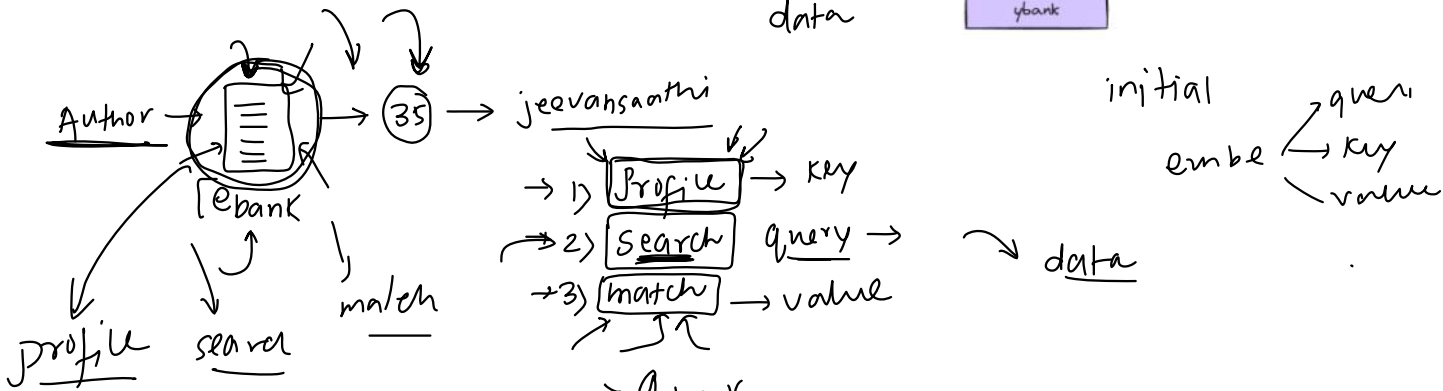 data
ybank
Author
35
jeevansaathi
initial
queri
embe
key
value
1) Profile
key
ebank
2) Search
query
data
3) match
value
match
profile
search